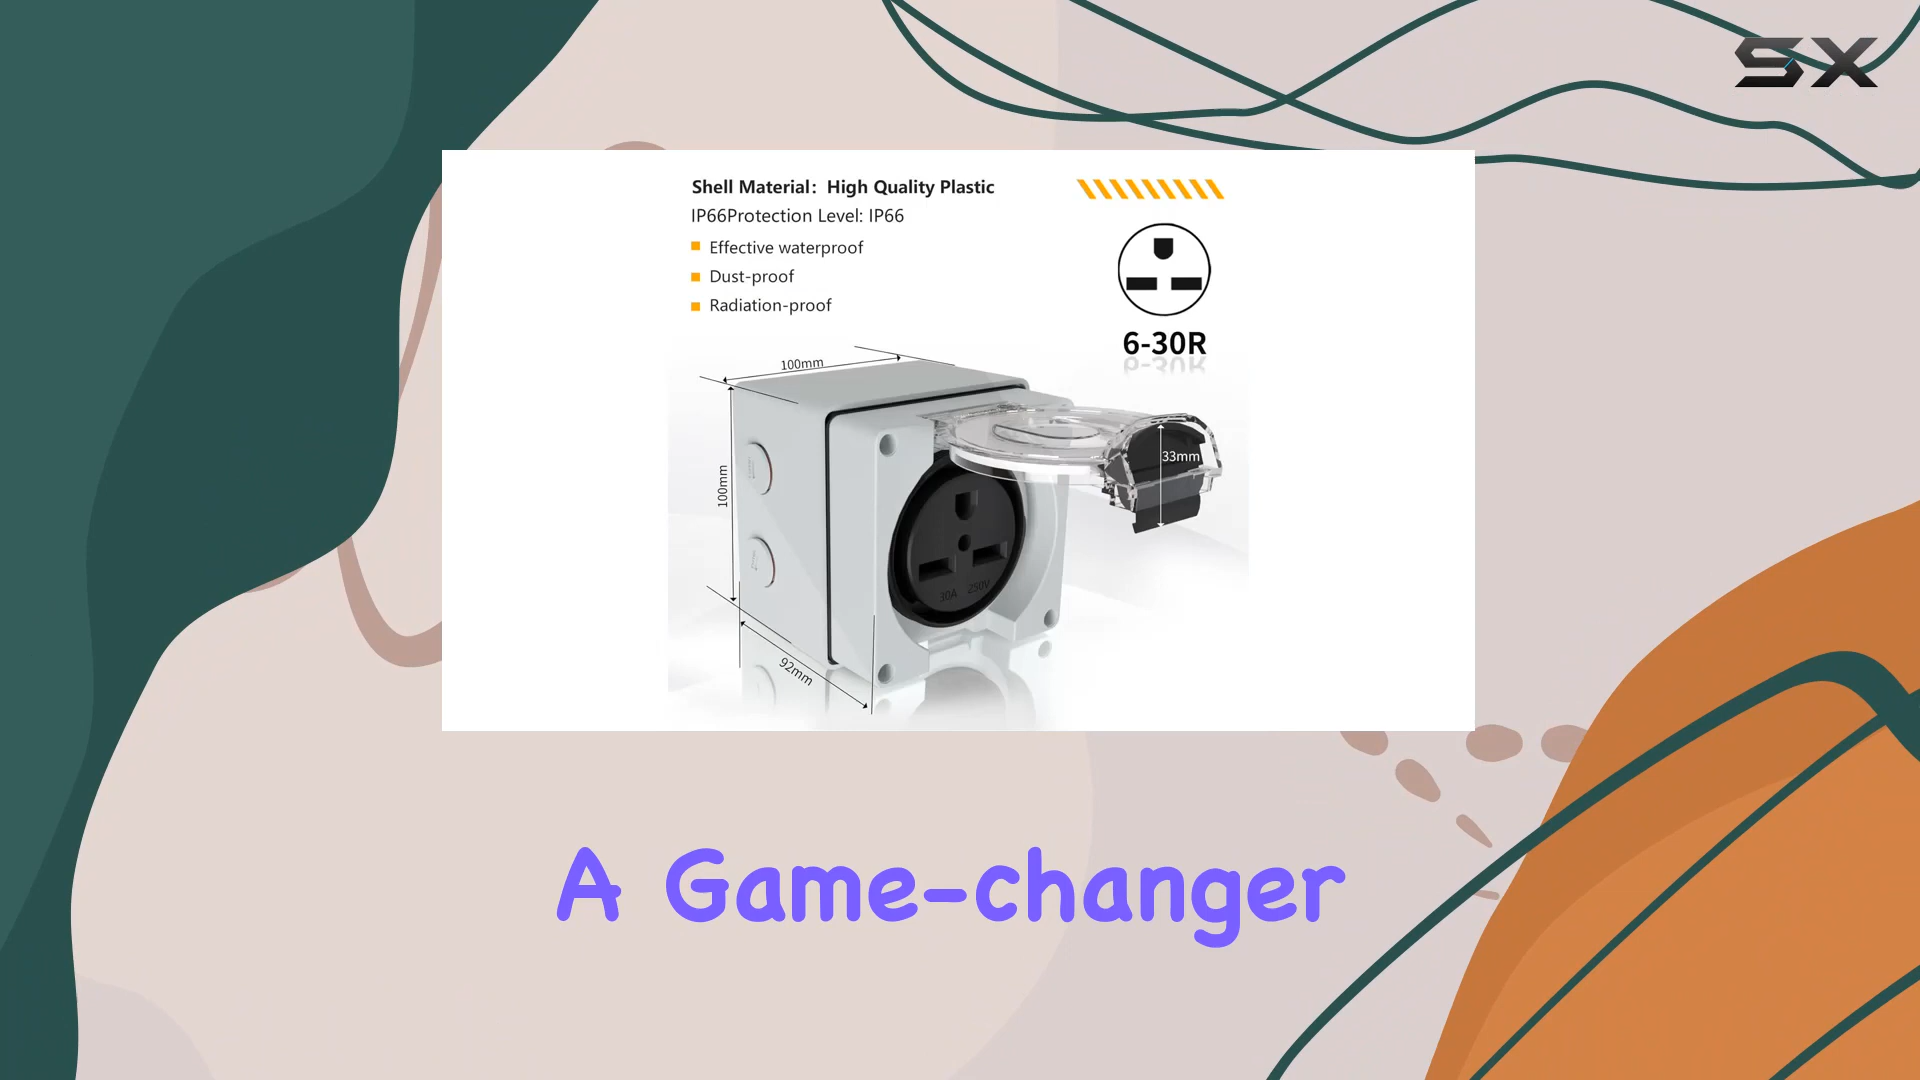 SX
Shell Material: High Quality Plastic
IP66Protection Level: IP66
Effective waterproof
Dust-proof
Radiation-proof
6-30R
100mm
100mm
33mm
30A 250V
92mm
A Game-changer